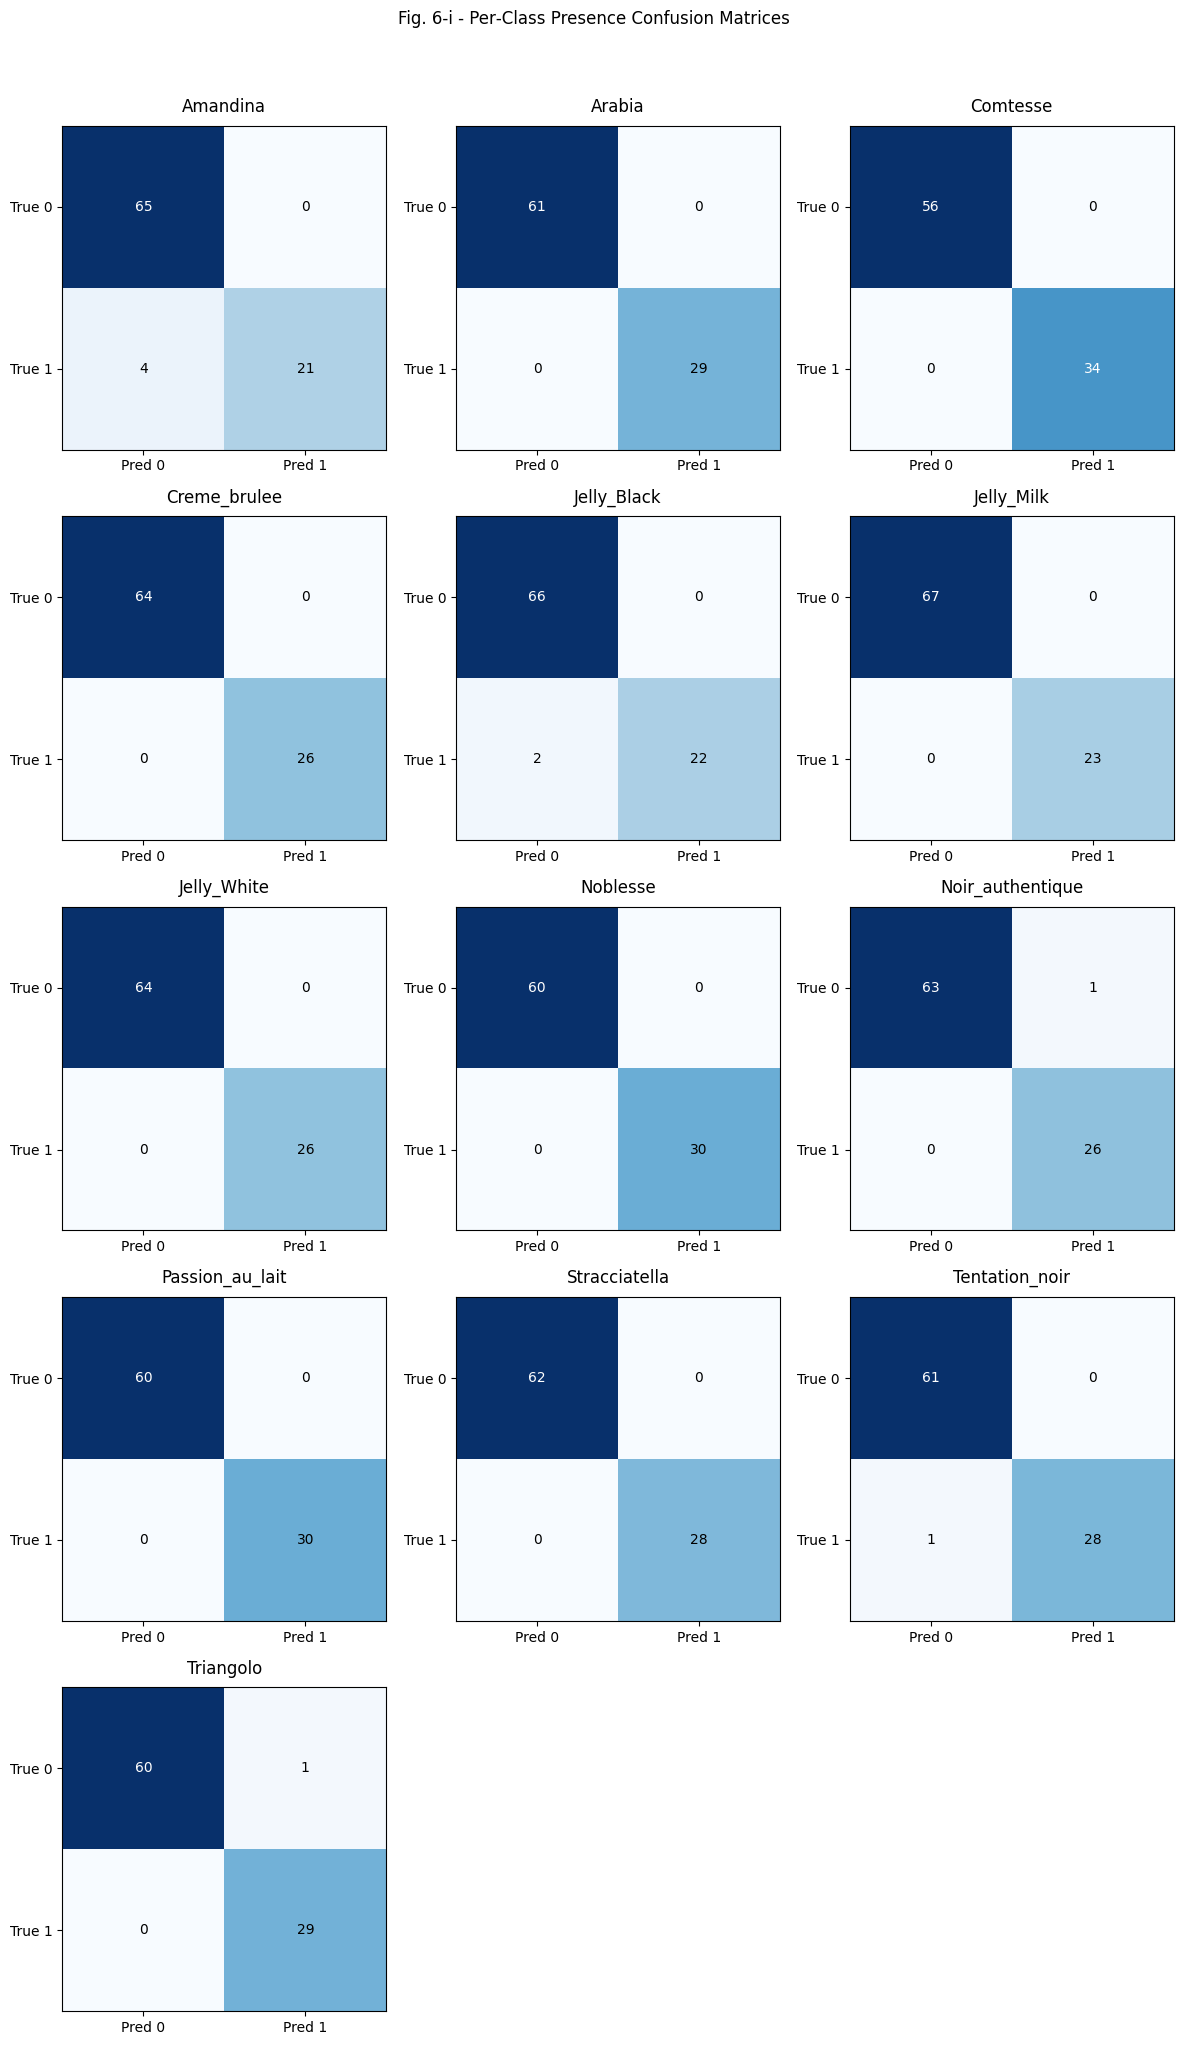 Fig. 6-i - Per-Class Presence Confusion Matrices
Amandina Arabia Comtesse
True 0 65 0 True 0 61 0 True 0 56 0
True 1 4 21 True 1 0 29 True 1 0 34
Pred 0 Pred 1 Pred 0 Pred 1 Pred 0 Pred 1
Creme_brulee Jelly_Black Jelly_Milk
True 0 64 0 True 0 66 0 True 0 67 0
True 1 0 26 True 1 2 22 True 1 0 23
Pred 0 Pred 1 Pred 0 Pred 1 Pred 0 Pred 1
Jelly_White Noblesse Noir_authentique
True 0 64 0 True 0 60 0 True 0 63 1
True 1 0 26 True 1 0 30 True 1 0 26
Pred 0 Pred 1 Pred 0 Pred 1 Pred 0 Pred 1
Passion_au_lait Stracciatella Tentation_noir
True 0 60 0 True 0 62 0 True 0 61 0
True 1 0 30 True 1 0 28 True 1 1 28
Pred 0 Pred 1 Pred 0 Pred 1 Pred 0 Pred 1
Triangolo
True 0 60 1
True 1 0 29
Pred 0 Pred 1